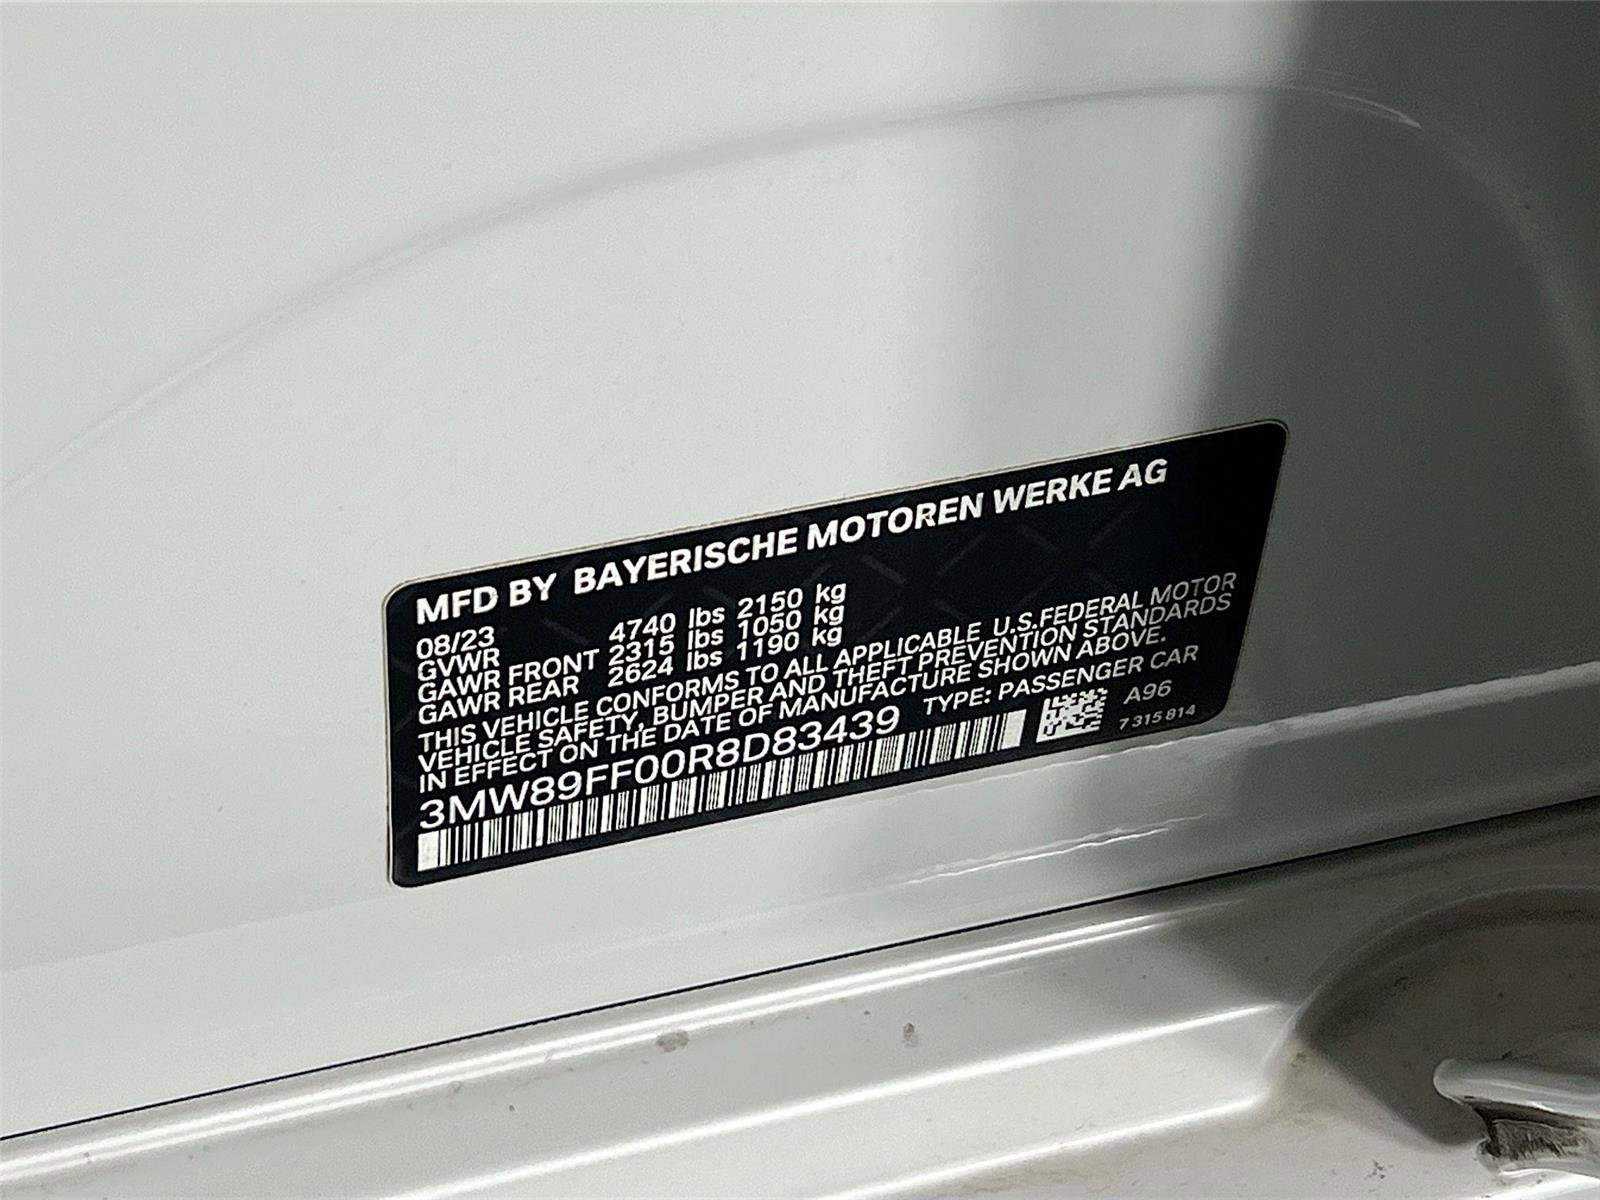 MFD BY BAYERISCHE MOTOREN WERKE AG
08/23
GVWR 4740 lbs 2150 kg
GAWR FRONT 2315 lbs 1050 kg
GAWR REAR 2624 lbs 1190 kg
THIS VEHICLE CONFORMS TO ALL APPLICABLE U.S.FEDERAL MOTOR
VEHICLE SAFETY, BUMPER AND THEFT PREVENTION STANDARDS
IN EFFECT ON THE DATE OF MANUFACTURE SHOWN ABOVE.
3MW89FF00R8D83439 TYPE: PASSENGER CAR
A96
7 315 814